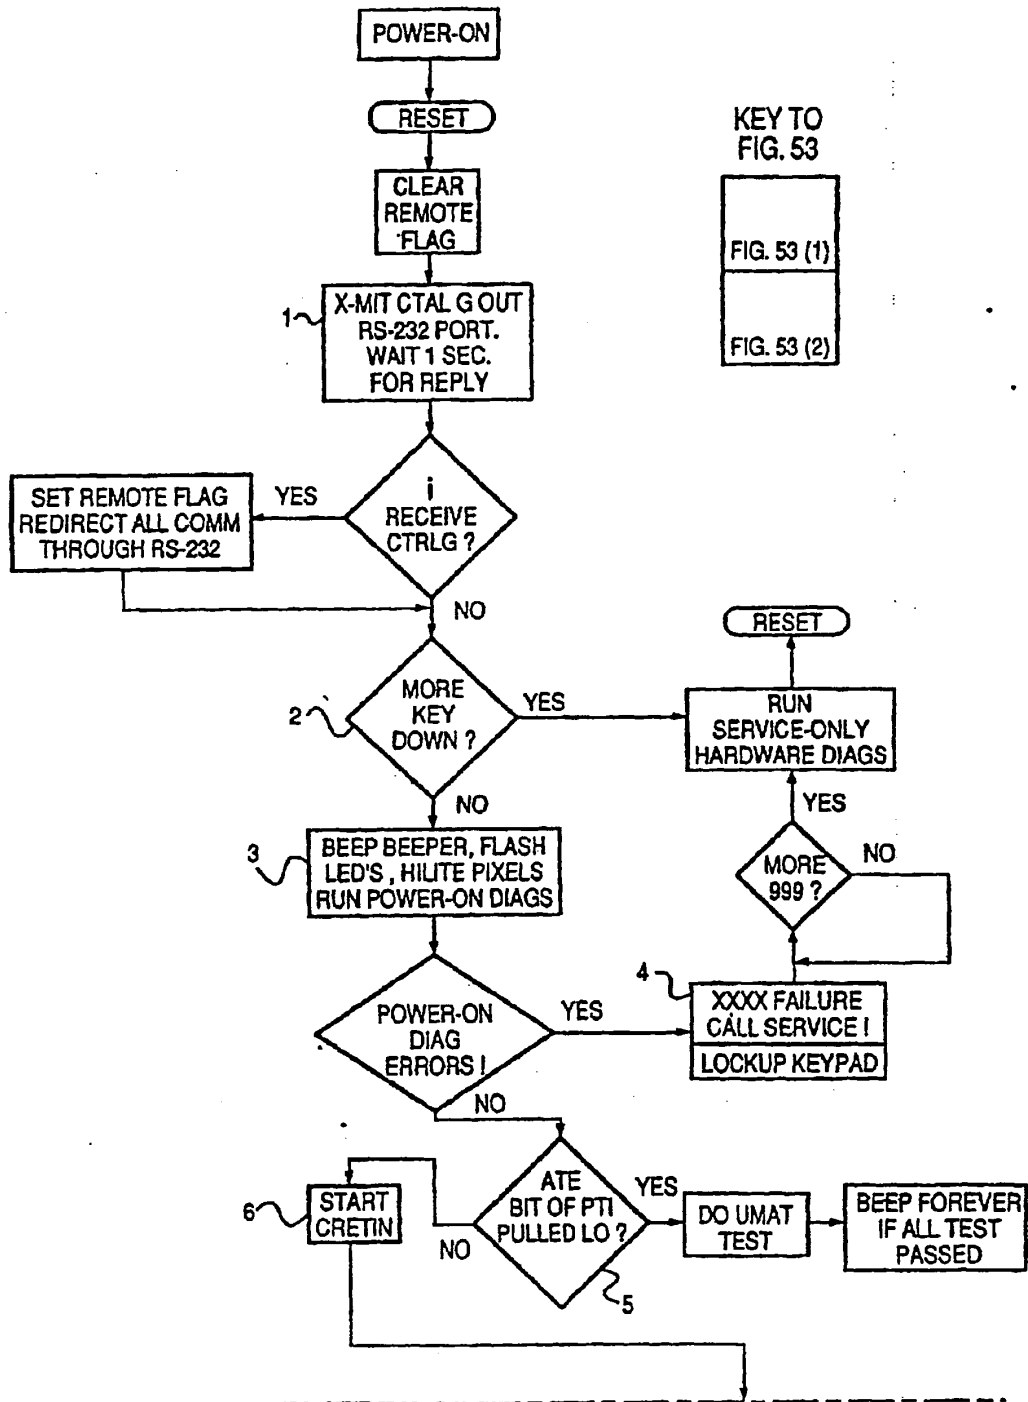 POWER-ON
RESET
CLEAR
REMOTE
FLAG
KEY TO
FIG. 53
FIG. 53 (1)
FIG. 53 (2)
1
X-MIT CTAL G OUT
RS-232 PORT.
WAIT 1 SEC.
FOR REPLY
i
RECEIVE
CTRLG ?
YES
SET REMOTE FLAG
REDIRECT ALL COMM
THROUGH RS-232
NO
2
MORE
KEY
DOWN ?
YES
RESET
RUN
SERVICE-ONLY
HARDWARE DIAGS
YES
MORE
999 ?
NO
NO
3
BEEP BEEPER, FLASH
LED'S , HILITE PIXELS
RUN POWER-ON DIAGS
POWER-ON
DIAG
ERRORS !
YES
4
XXXX FAILURE
CALL SERVICE !
LOCKUP KEYPAD
NO
ATE
BIT OF PTI
PULLED LO ?
5
YES
DO UMAT
TEST
BEEP FOREVER
IF ALL TEST
PASSED
NO
6
START
CRETIN